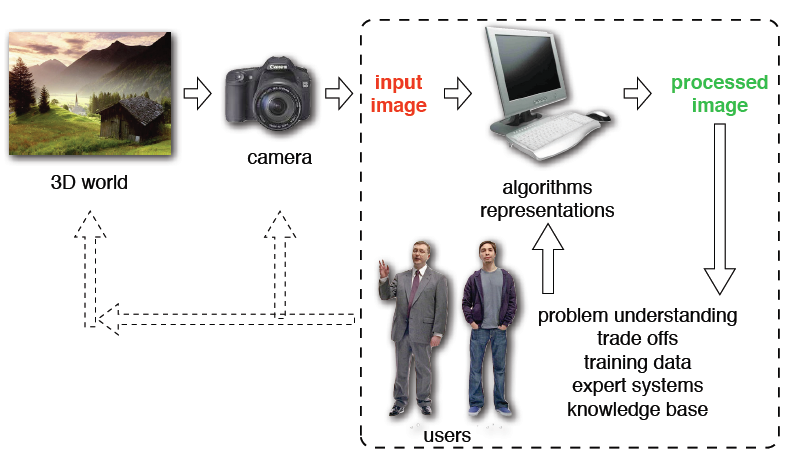 Canon
3D world
camera
input
image
algorithms
representations
processed
image
problem understanding
trade offs
training data
expert systems
knowledge base
users